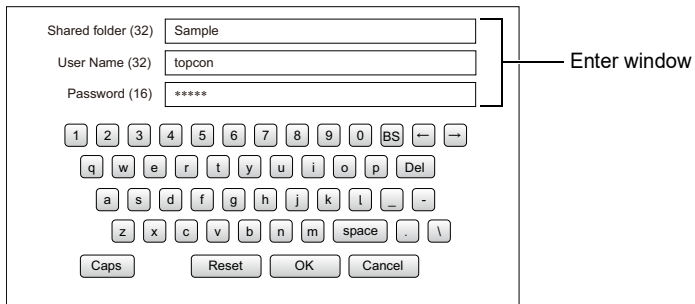 Shared folder (32) Sample
User Name (32) topcon Enter window
Password (16) *****
1 2 3 4 5 6 7 8 9 0 BS ← →
q w e r t y u i o p Del
a s d f g h j k l _ -
z x c v b n m space . \
Caps Reset OK Cancel